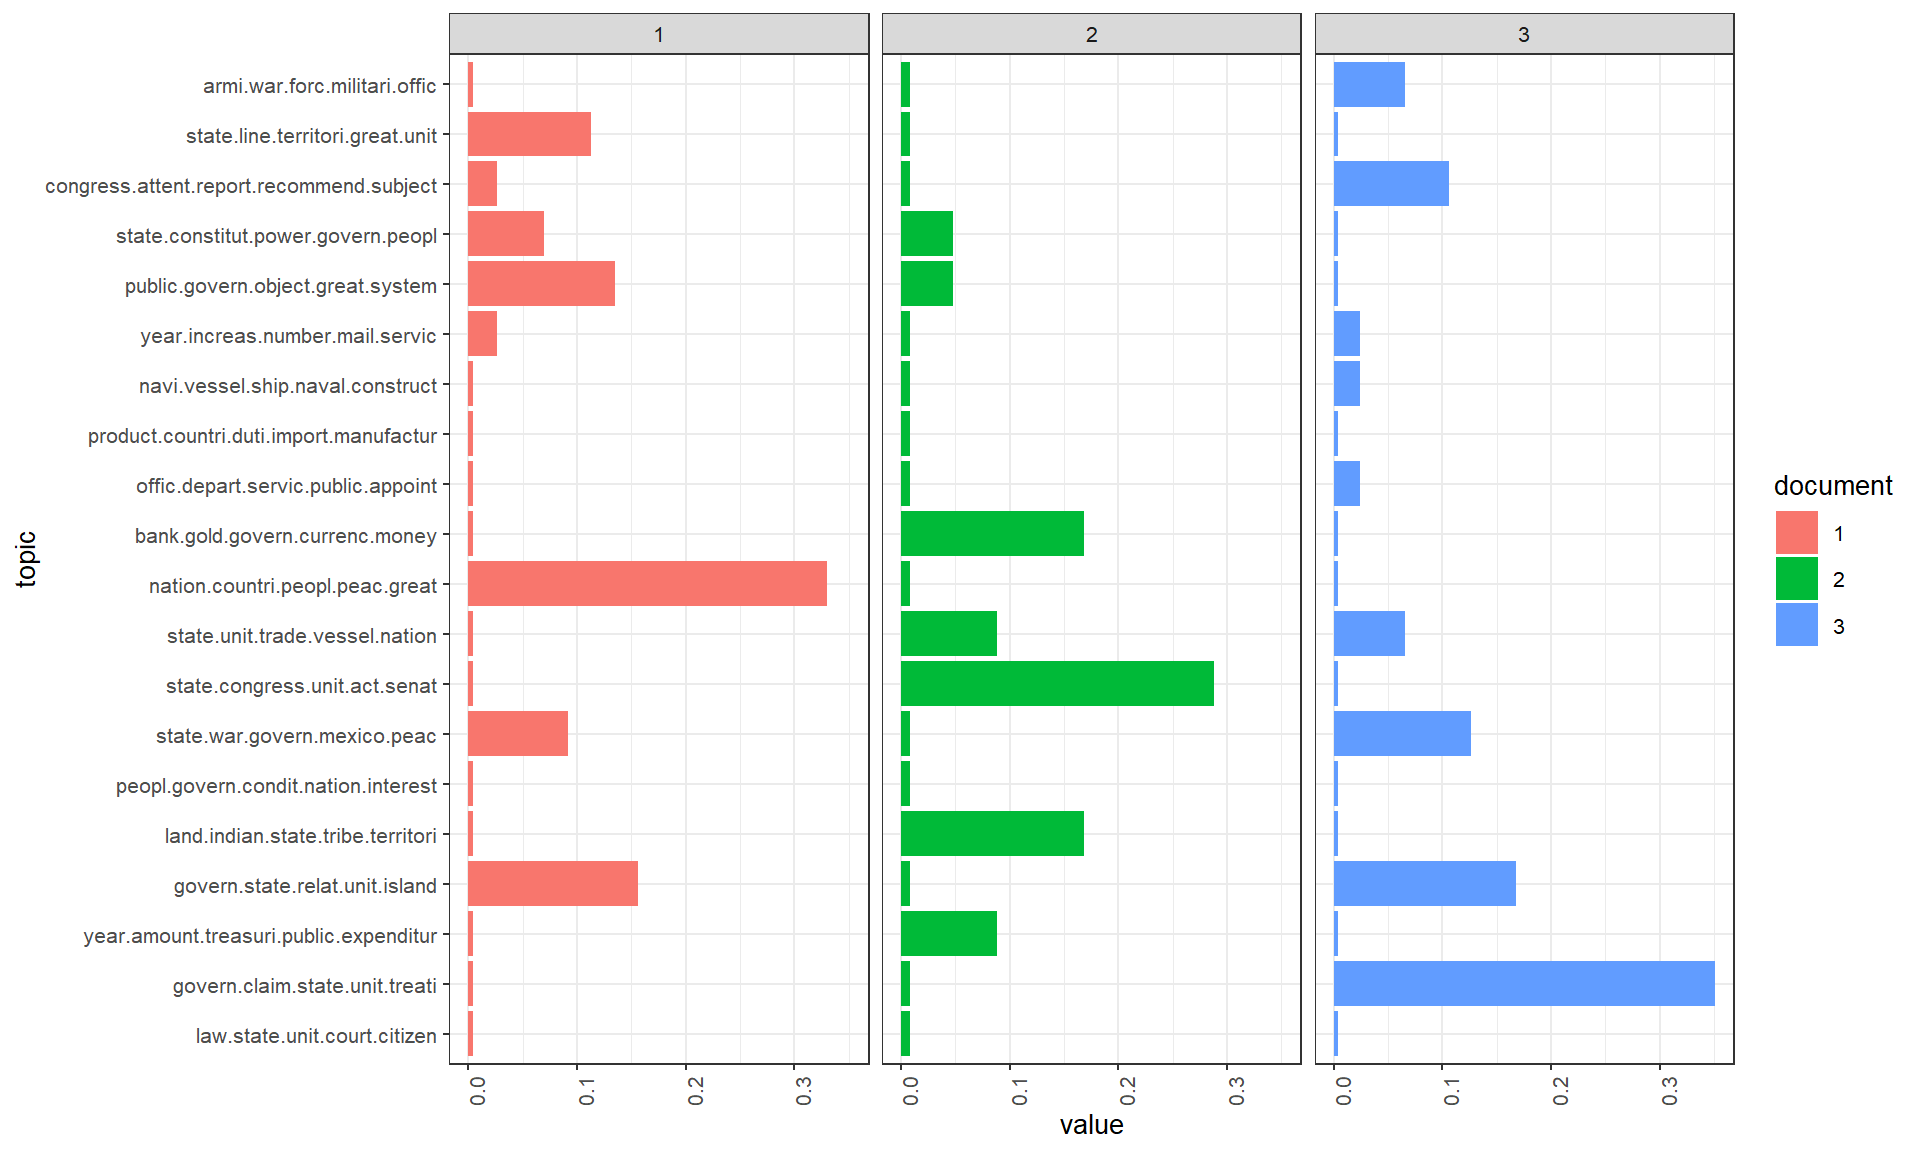 1
2
3
armi.war.forc.militari.offic
state.line.territori.great.unit
congress.attent.report.recommend.subject
state.constitut.power.govern.peopl
public.govern.object.great.system
year.increas.number.mail.servic
navi.vessel.ship.naval.construct
product.countri.duti.import.manufactur
offic.depart.servic.public.appoint
bank.gold.govern.currenc.money
nation.countri.peopl.peac.great
state.unit.trade.vessel.nation
state.congress.unit.act.senat
state.war.govern.mexico.peac
peopl.govern.condit.nation.interest
land.indian.state.tribe.territori
govern.state.relat.unit.island
year.amount.treasuri.public.expenditur
govern.claim.state.unit.treati
law.state.unit.court.citizen
topic
0.0
0.1
0.2
0.3
0.0
0.1
0.2
0.3
0.0
0.1
0.2
0.3
value
document
1
2
3